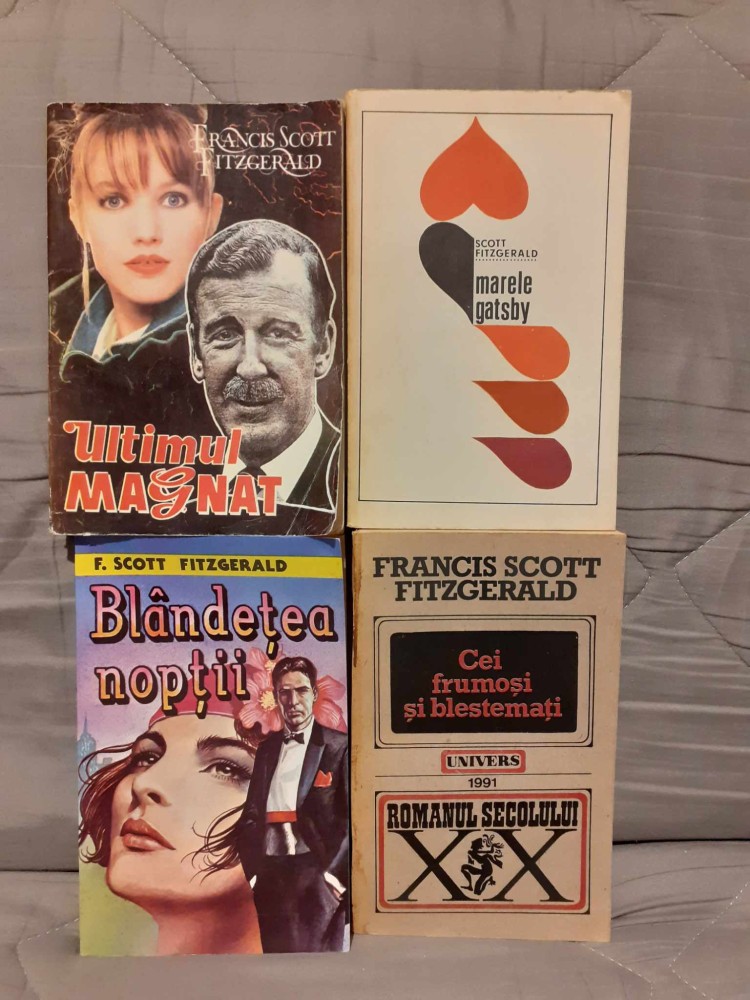 FRANCIS SCOTT
FITZGERALD
Ultimul
MAGNAT
SCOTT
FITZGERALD
marele
gatsby
F. SCOTT FITZGERALD
Blândețea
nopții
FRANCIS SCOTT
FITZGERALD
Cei
frumoși
și blestemați
UNIVERS
1991
ROMANUL SECOLULUI
XX